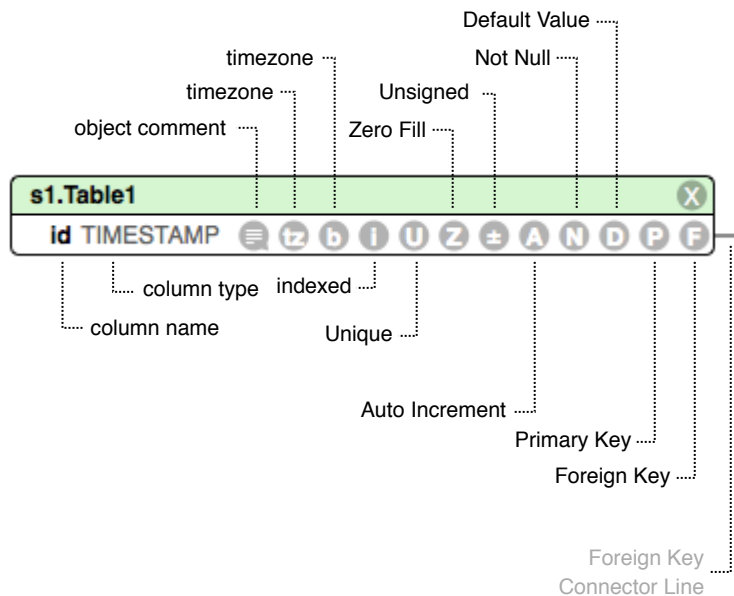 Default Value
timezone
Not Null
timezone
Unsigned
object comment
Zero Fill
s1.Table1 X
id TIMESTAMP tz b i U Z ± A N D P F
column type
indexed
column name
Unique
Auto Increment
Primary Key
Foreign Key
Foreign Key
Connector Line